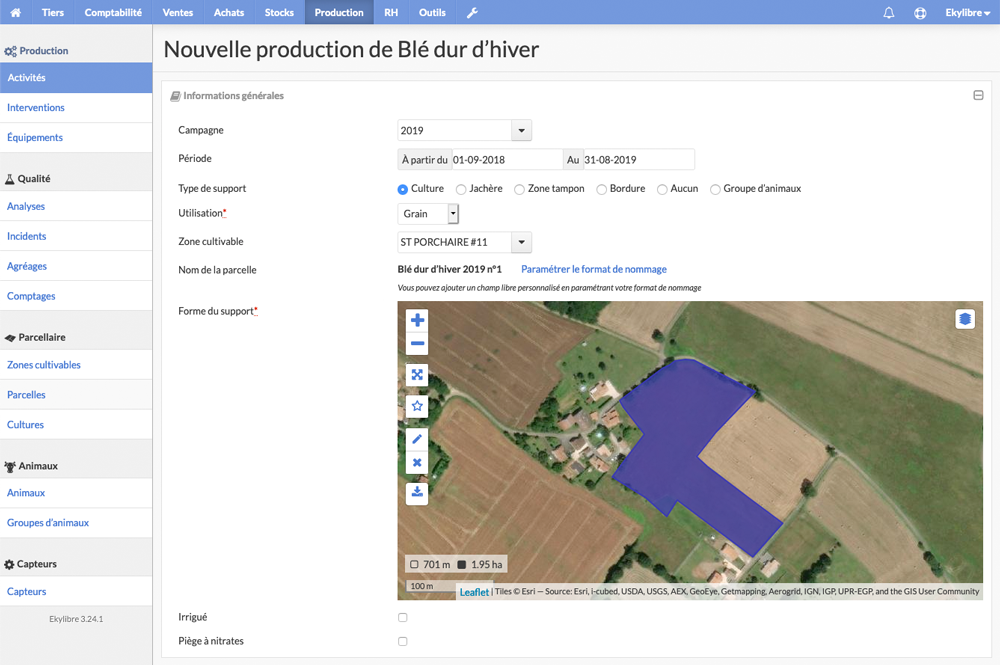 Tiers Comptabilité Ventes Achats Stocks Production RH Outils Ekylibre
Production
Activités
Interventions
Équipements
Qualité
Analyses
Incidents
Agréages
Comptages
Parcellaire
Zones cultivables
Parcelles
Cultures
Animaux
Animaux
Groupes d'animaux
Capteurs
Capteurs
Ekylibre 3.24.1
Nouvelle production de Blé dur d'hiver
Informations générales
Campagne 2019
Période À partir du 01-09-2018 Au 31-08-2019
Type de support Culture Jachère Zone tampon Bordure Aucun Groupe d'animaux
Utilisation* Grain
Zone cultivable ST PORCHAIRE #11
Nom de la parcelle Blé dur d'hiver 2019 n°1 Paramétrer le format de nommage
Vous pouvez ajouter un champ libre personnalisé en paramétrant votre format de nommage
Forme du support*
701 m 1.95 ha
100 m
Leaflet | Tiles © Esri — Source: Esri, i-cubed, USDA, USGS, AEX, GeoEye, Getmapping, Aerogrid, IGN, IGP, UPR-EGP, and the GIS User Community
Irrigué
Piège à nitrates